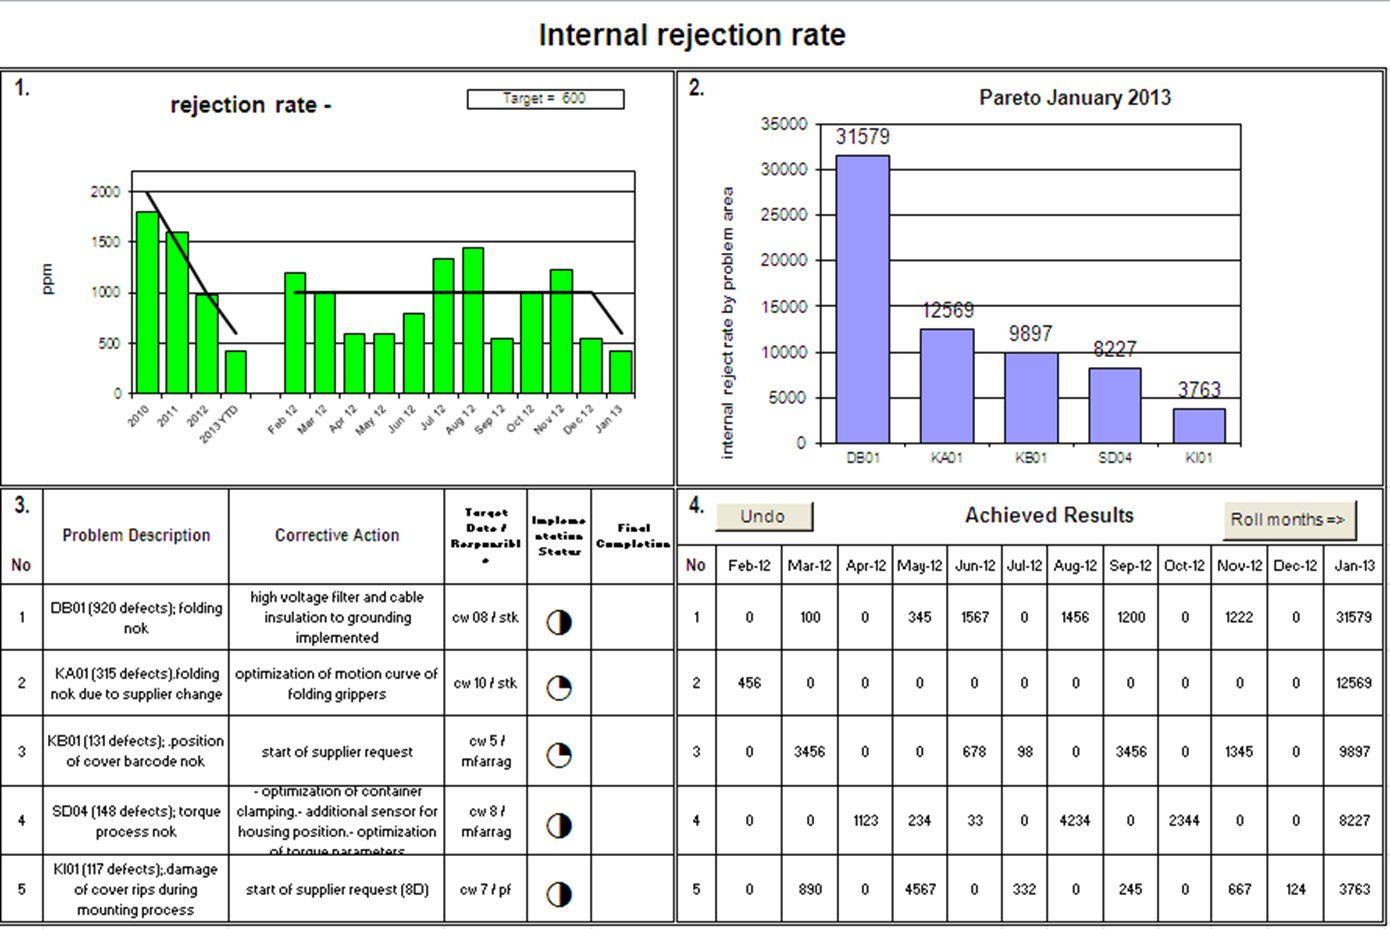 Internal rejection rate
1.
rejection rate -
Target = 600
ppm
2000
1500
1000
500
0
2010
2011
2012
2013YTD
Feb 12
Mar 12
Apr 12
May 12
Jun 12
Jul 12
Aug 12
Sep 12
Oct 12
Nov 12
Dec 12
Jan 13
2.
Pareto January 2013
internal reject rate by problem area
35000
30000
25000
20000
15000
10000
5000
0
31579
12569
9897
8227
3763
DB01
KA01
KB01
SD04
KI01
3.
No
Problem Description
Corrective Action
Target
Date /
Responsibl
e
Impleme
ntation
Status
Final
Completion
1
DB01 (920 defects); folding
nok
high voltage filter and cable
insulation to grounding
implemented
cw 08 / stk
2
KA01 (315 defects).folding
nok due to supplier change
optimization of motion curve of
folding grippers
cw 10 / stk
3
KB01 (131 defects); .position
of cover barcode nok
start of supplier request
cw 5 /
mfarrag
4
SD04 (148 defects); torque
process nok
- optimization of container
clamping.- additional sensor for
housing position.- optimization
of torque parameters
cw 8 /
mfarrag
5
KI01 (117 defects);.damage
of cover rips during
mounting process
start of supplier request (8D)
cw 7 / pf
4.
Undo
Achieved Results
Roll months =>
No Feb-12 Mar-12 Apr-12 May-12 Jun-12 Jul-12 Aug-12 Sep-12 Oct-12 Nov-12 Dec-12 Jan-13
1 0 100 0 345 1567 0 1456 1200 0 1222 0 31579
2 456 0 0 0 0 0 0 0 0 0 0 12569
3 0 3456 0 0 678 98 0 3456 0 1345 0 9897
4 0 0 1123 234 33 0 4234 0 2344 0 0 8227
5 0 890 0 4567 0 332 0 245 0 667 124 3763